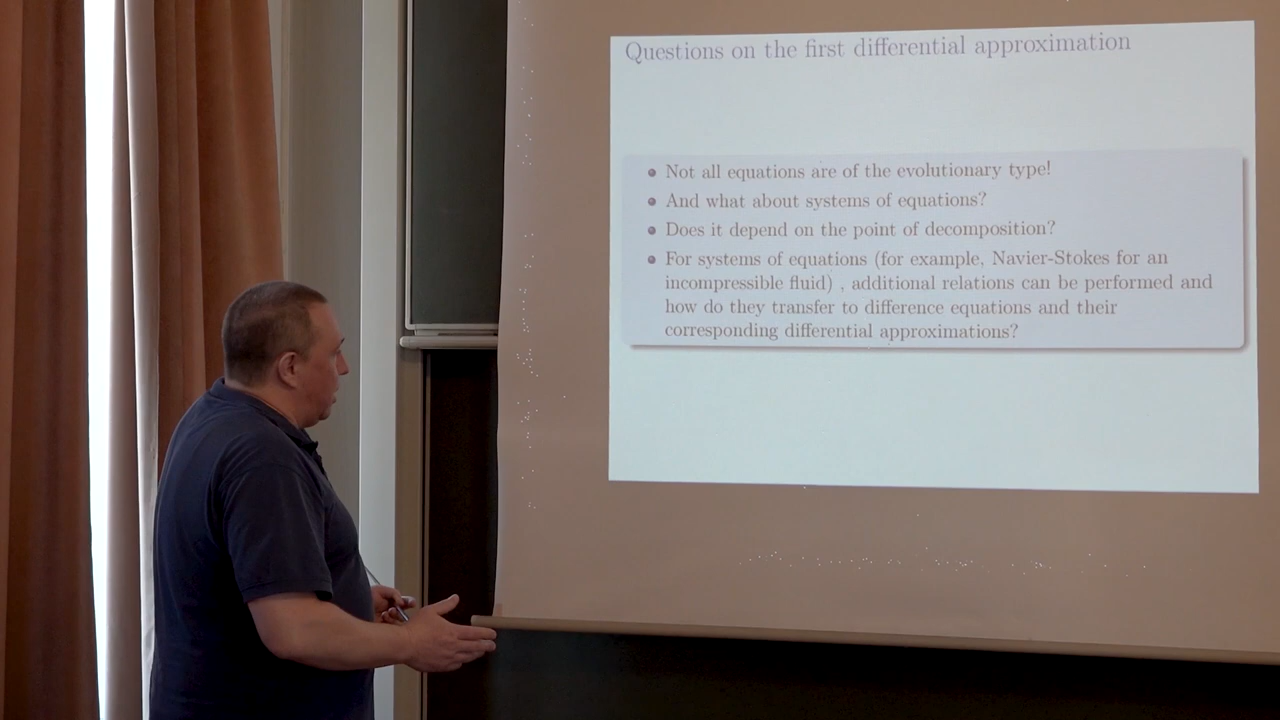 Questions on the first differential approximation
Not all equations are of the evolutionary type!
And what about systems of equations?
Does it depend on the point of decomposition?
For systems of equations (for example, Navier-Stokes for an
incompressible fluid) , additional relations can be performed and
how do they transfer to difference equations and their
corresponding differential approximations?